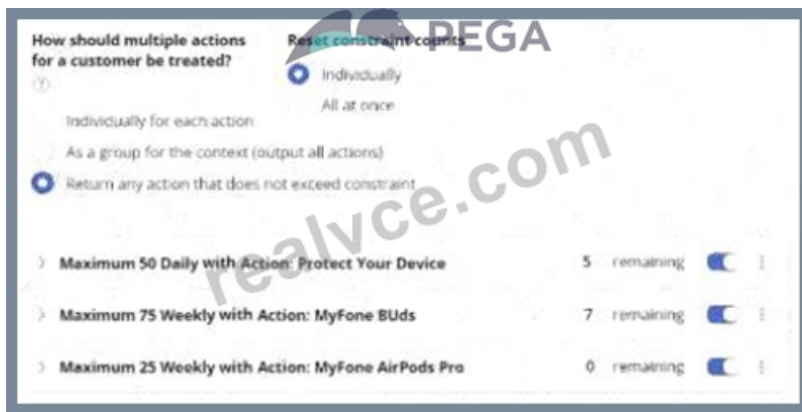 PEGA
How should multiple actions
for a customer be treated?
Reset constraint counts
Individually
All at once
Individually for each action
As a group for the context (output all actions)
Return any action that does not exceed constraint
realvce.com
Maximum 50 Daily with Action: Protect Your Device 5 remaining
Maximum 75 Weekly with Action: MyFone BUds 7 remaining
Maximum 25 Weekly with Action: MyFone AirPods Pro 0 remaining